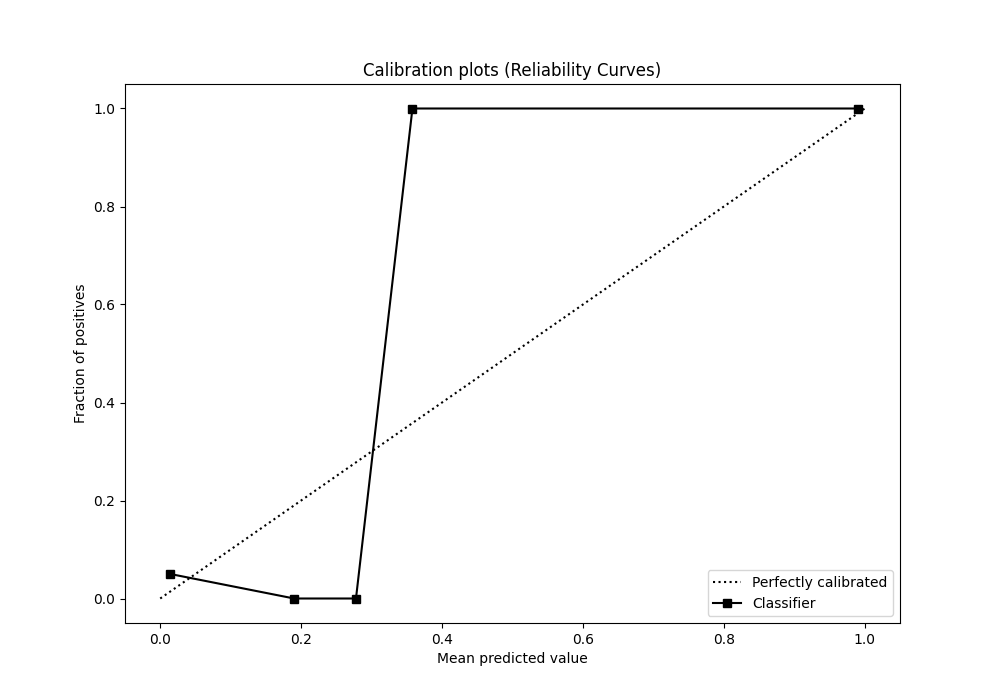 Calibration plots (Reliability Curves)
1.0
0.8
0.6
0.4
0.2
0.0
Fraction of positives
0.0 0.2 0.4 0.6 0.8 1.0
Mean predicted value
Perfectly calibrated
Classifier